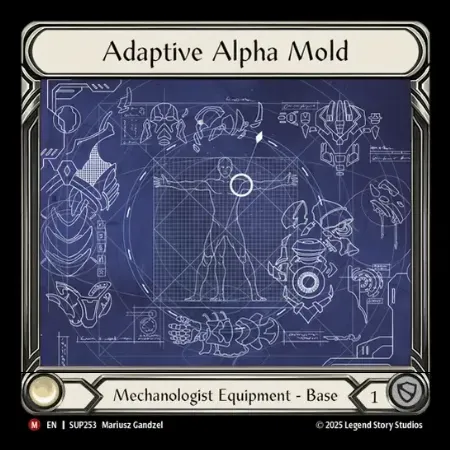 Adaptive Alpha Mold
Mechanologist Equipment - Base
1
M EN | SUP253 Mariusz Gandzel
© 2025 Legend Story Studios